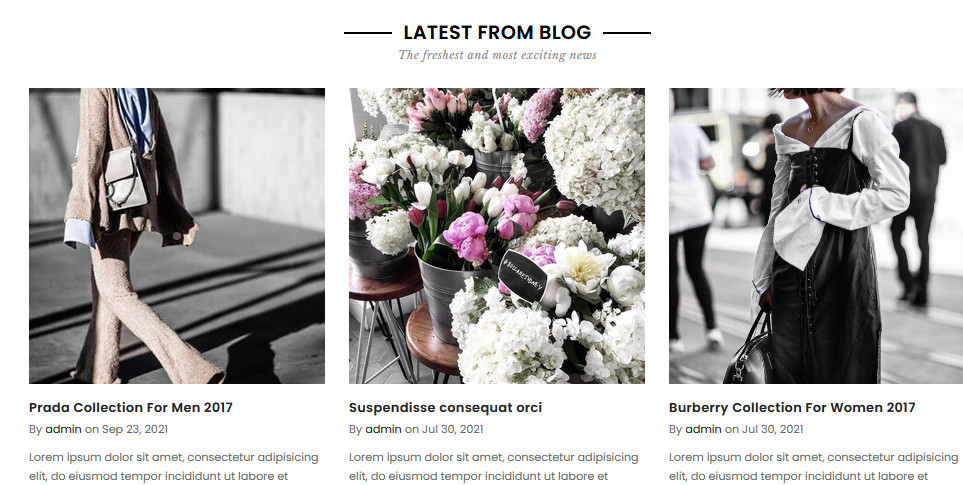 LATEST FROM BLOG
The freshest and most exciting news
Prada Collection For Men 2017
By admin on Sep 23, 2021
Lorem ipsum dolor sit amet, consectetur adipisicing
elit, do eiusmod tempor incididunt ut labore et
Suspendisse consequat orci
By admin on Jul 30, 2021
Lorem ipsum dolor sit amet, consectetur adipisicing
elit, do eiusmod tempor incididunt ut labore et
Burberry Collection For Women 2017
By admin on Jul 30, 2021
Lorem ipsum dolor sit amet, consectetur adipisicing
elit, do eiusmod tempor incididunt ut labore et